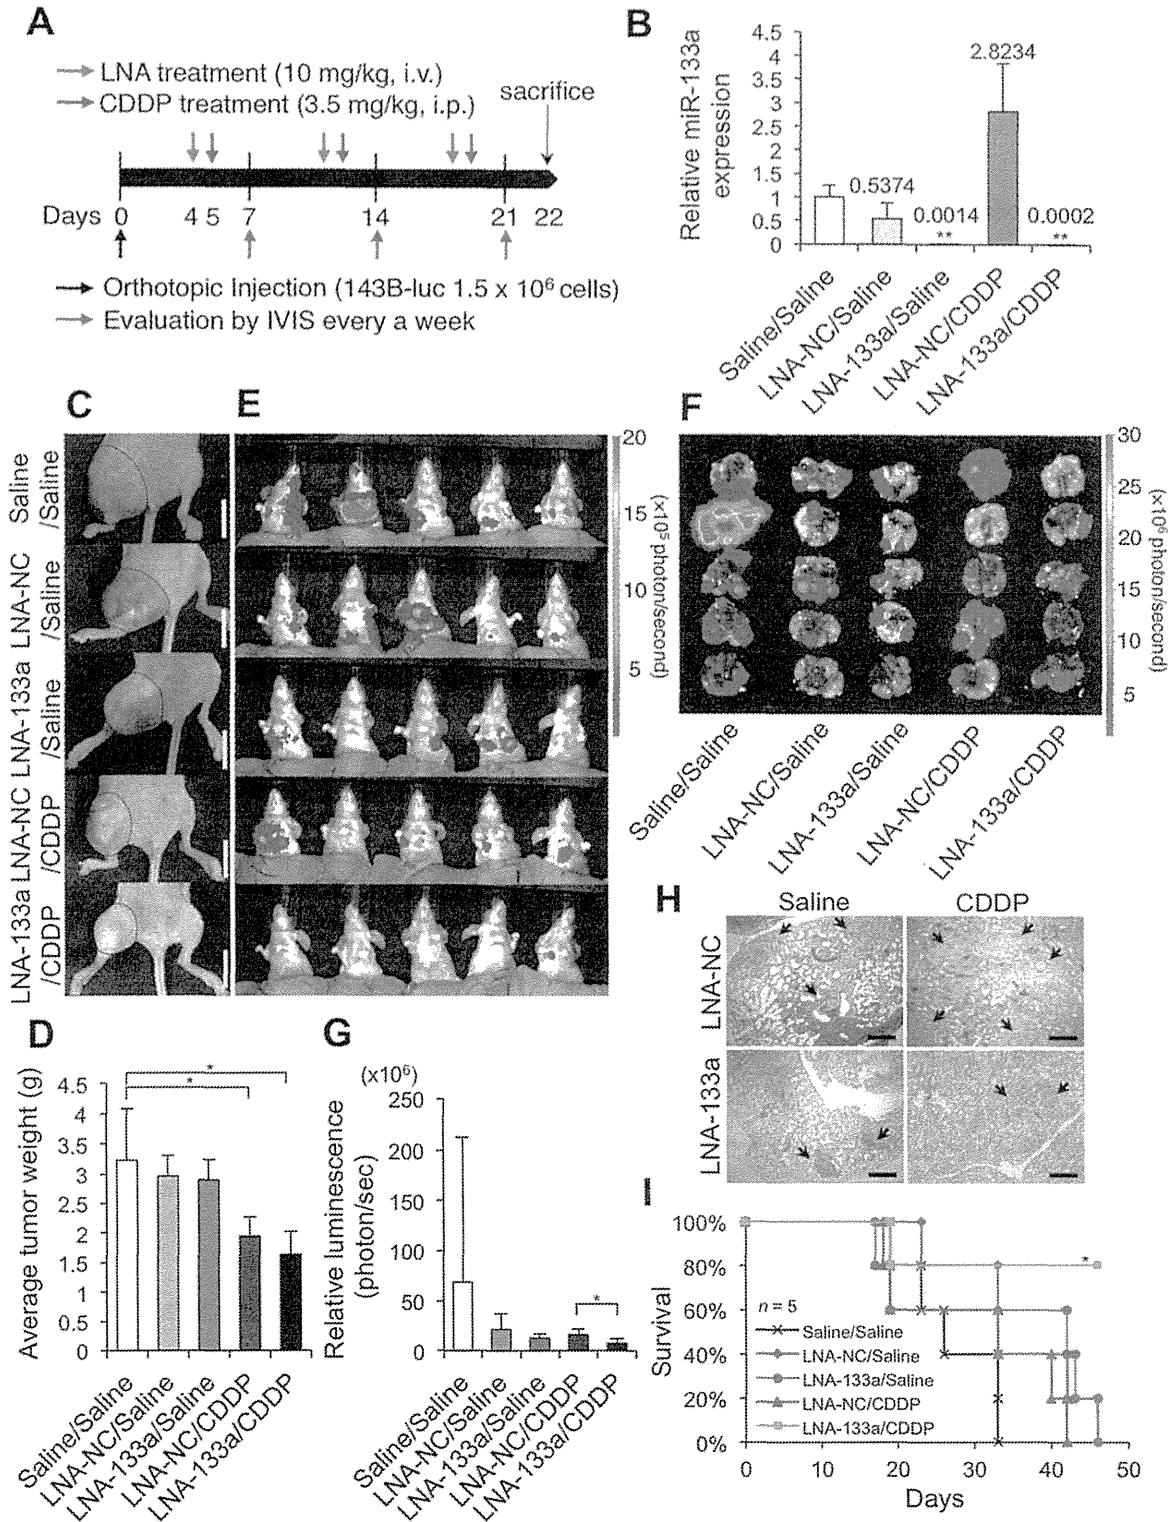 A
LNA treatment (10 mg/kg, i.v.)
CDDP treatment (3.5 mg/kg, i.p.)
sacrifice
Days 0 4 5 7 14 21 22
Orthotopic Injection (143B-luc 1.5 x 10⁶ cells)
Evaluation by IVIS every a week
B
Relative miR-133a
expression
4.5
4
3.5
3
2.5
2
1.5
1
0.5
0
0.5374
0.0014
**
2.8234
0.0002
**
Saline/Saline
LNA-NC/Saline
LNA-133a/Saline
LNA-NC/CDDP
LNA-133a/CDDP
C
Saline
/Saline
LNA-NC
/Saline
LNA-133a
/Saline
LNA-NC
/CDDP
LNA-133a
/CDDP
E
20
15
10
5
(×10⁵ photon/second)
F
30
25
20
15
10
5
(×10⁶ photon/second)
Saline/Saline
LNA-NC/Saline
LNA-133a/Saline
LNA-NC/CDDP
LNA-133a/CDDP
D
Average tumor weight (g)
4.5
4
3.5
3
2.5
2
1.5
1
0.5
0
*
*
Saline/Saline
LNA-NC/Saline
LNA-133a/Saline
LNA-NC/CDDP
LNA-133a/CDDP
G
(x10⁶)
Relative luminescence
(photon/sec)
250
200
150
100
50
0
*
Saline/Saline
LNA-NC/Saline
LNA-133a/Saline
LNA-NC/CDDP
LNA-133a/CDDP
H
Saline CDDP
LNA-NC
LNA-133a
I
Survival
100%
80%
60%
40%
20%
0%
*
n = 5
Saline/Saline
LNA-NC/Saline
LNA-133a/Saline
LNA-NC/CDDP
LNA-133a/CDDP
0 10 20 30 40 50
Days